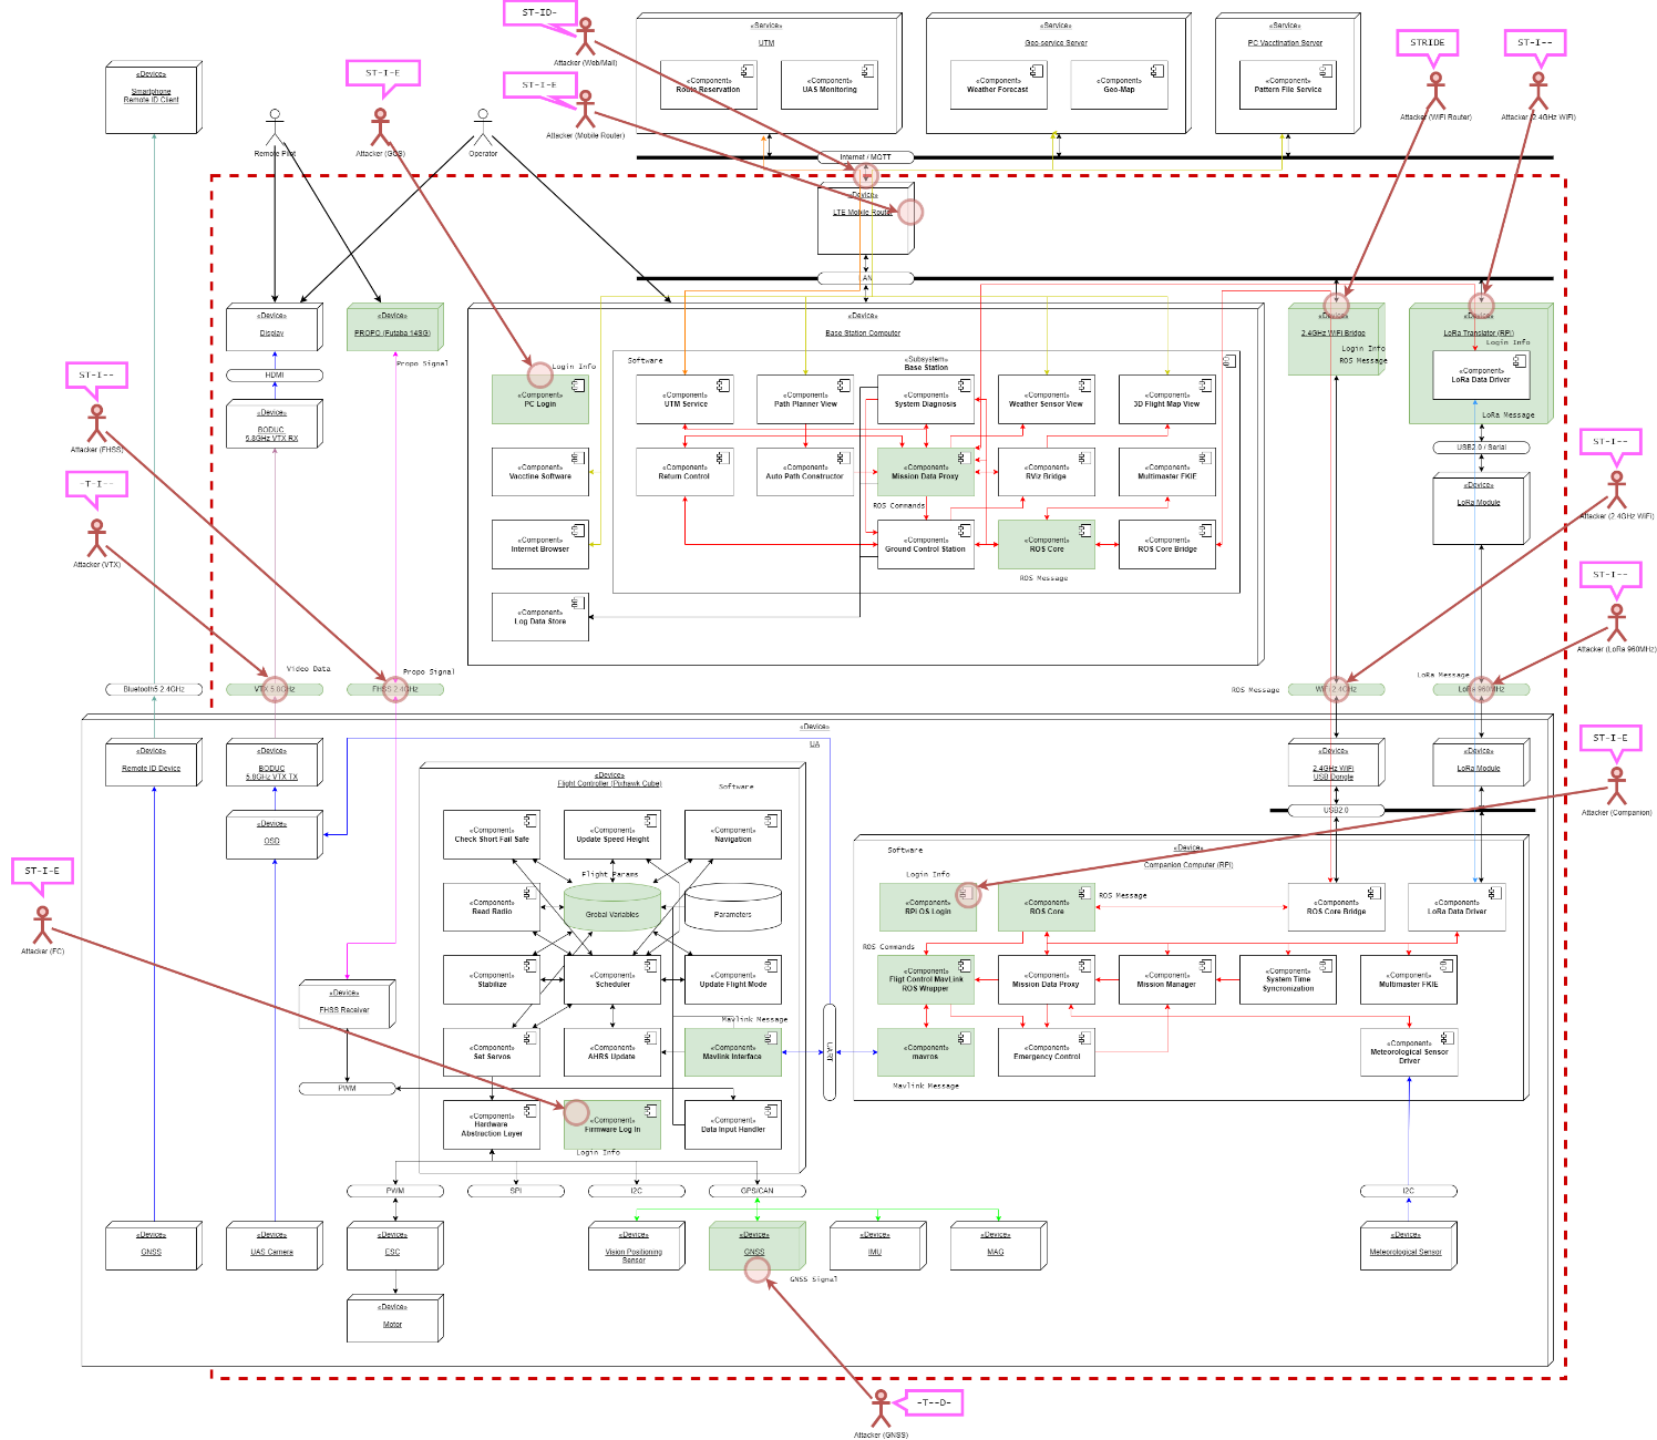 ST-ID-
Attacker (Web/Mail)
ST-I-E
Attacker (Mobile Router)
ST-I-E
Attacker (GCS)
«Service»
UTM
«Component»
Route Reservation
«Component»
UAS Monitoring
«Service»
Geo-service Server
«Component»
Weather Forecast
«Component»
Geo-Map
«Service»
PC Vacctination Server
«Component»
Pattern File Service
STRIDE
Attacker (WiFi Router)
ST-I--
Attacker (2.4GHz WiFi)
«Device»
Smartphone
Remote ID Client
Remote Pilot
Operator
Internet / MQTT
«Device»
LTE Mobile Router
LAN
«Device»
Display
HDMI
«Device»
BODUC
5.8GHz VTX RX
«Device»
PROPO (Futaba 14SG)
Propo Signal
«Device»
Base Station Computer
Software
«Subsystem»
Base Station
Login Info
«Component»
PC Login
«Component»
UTM Service
«Component»
Path Planner View
«Component»
System Diagnosis
«Component»
Weather Sensor View
«Component»
3D Flight Map View
«Component»
Vacctine Software
«Component»
Return Control
«Component»
Auto Path Constructor
«Component»
Mission Data Proxy
«Component»
RViz Bridge
«Component»
Multimaster FKIE
ROS Commands
«Component»
Internet Browser
«Component»
Ground Control Station
«Component»
ROS Core
«Component»
ROS Core Bridge
ROS Message
«Component»
Log Data Store
«Device»
2.4GHz WiFi Bridge
Login Info
ROS Message
«Device»
LoRa Translator (RPI)
Login Info
«Component»
LoRa Data Driver
LoRa Message
USB2.0 / Serial
«Device»
LoRa Module
ST-I--
Attacker (FHSS)
-T-I--
Attacker (VTX)
ST-I--
Attacker (2.4GHz WiFi)
ST-I--
Attacker (LoRa 960MHz)
Video Data
Propo Signal
Bluetooth5 2.4GHz
VTX 5.8GHz
FHSS 2.4GHz
ROS Message
WiFi 2.4GHz
LoRa Message
LoRa 960MHz
«Device»
UA
«Device»
Remote ID Device
«Device»
BODUC
5.8GHz VTX TX
«Device»
OSD
«Device»
2.4GHz WiFi
USB Dongle
«Device»
LoRa Module
USB2.0
ST-I-E
Attacker (Companion)
ST-I-E
Attacker (FC)
«Device»
Flight Controller (Pixhawk Cube)
Software
«Component»
Check Short Fail Safe
«Component»
Update Speed Height
«Component»
Navigation
Flight Params
«Component»
Read Radio
Grobal Variables
Parameters
«Component»
Stabilize
«Component»
Scheduler
«Component»
Update Flight Mode
Mavlink Message
«Component»
Set Servos
«Component»
AHRS Update
«Component»
Mavlink Interface
«Component»
Hardware
Abstraction Layer
«Component»
Firmware Log In
Login Info
«Component»
Data Input Handler
«Device»
FHSS Receiver
PWM
UART
Software
«Device»
Companion Computer (RPI)
Login Info
«Component»
RPI OS Login
«Component»
ROS Core
ROS Message
«Component»
ROS Core Bridge
«Component»
LoRa Data Driver
ROS Commands
«Component»
Fligt Control MavLink
ROS Wrapper
«Component»
Mission Data Proxy
«Component»
Mission Manager
«Component»
System Time
Syncronization
«Component»
Multimaster FKIE
«Component»
mavros
Mavlink Message
«Component»
Emergency Control
«Component»
Meteorological Sensor
Driver
PWM
SPI
I2C
GPS/CAN
I2C
«Device»
GNSS
«Device»
UAS Camera
«Device»
ESC
«Device»
Vision Positioning
Sensor
«Device»
GNSS
GNSS Signal
«Device»
IMU
«Device»
MAG
«Device»
Meteorological Sensor
«Device»
Motor
-T--D-
Attacker (GNSS)